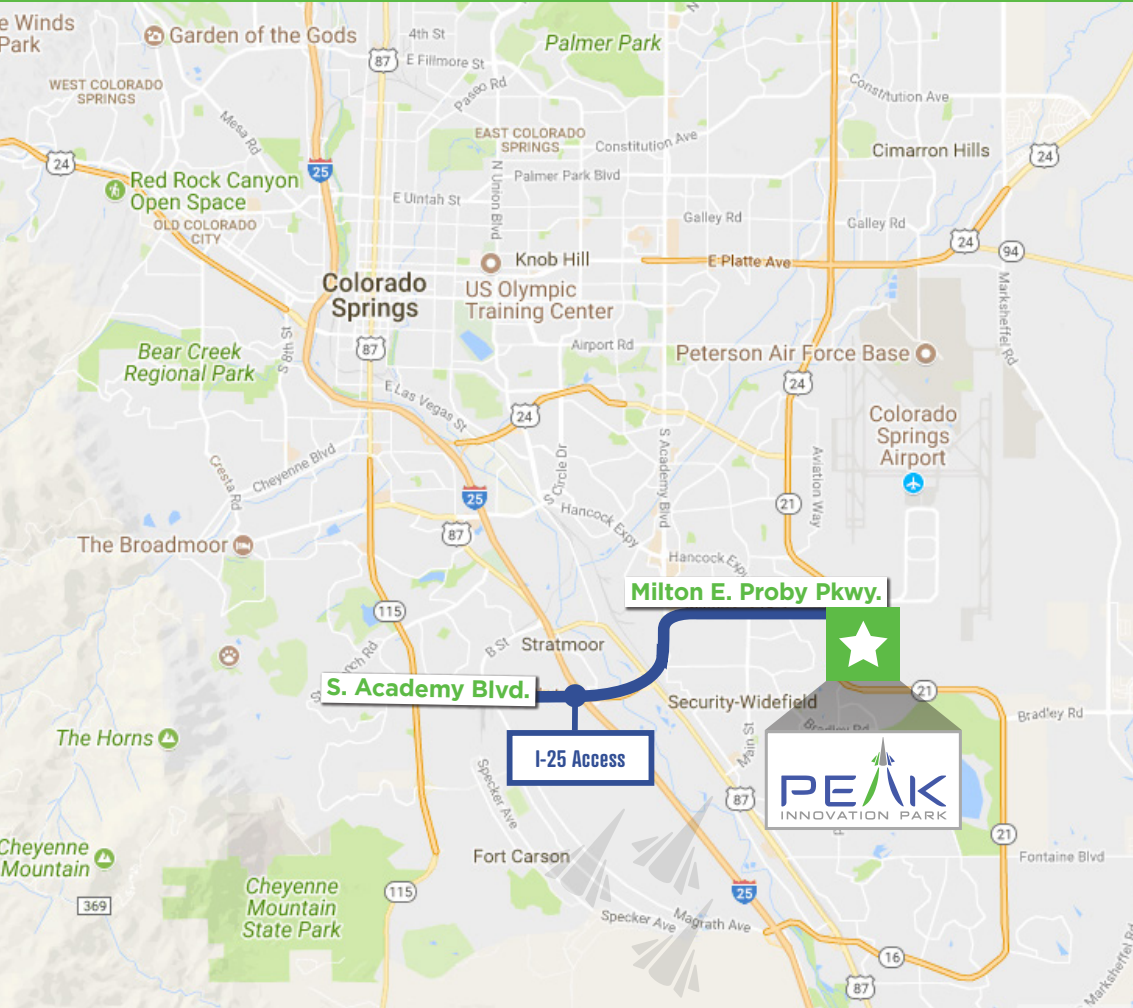 e Winds
Park
Garden of the Gods
4th St
87
E Fillmore St
Palmer Park
N
WEST COLORADO
SPRINGS
Paseo Rd
Constitution Ave
Mesa Rd
EAST COLORADO
SPRINGS
Constitution Ave
Cimarron Hills
24
24
25
Red Rock Canyon
Open Space
N Union Blvd
Palmer Park Blvd
E Uintah St
OLD COLORADO
CITY
Galley Rd
Galley Rd
24
94
Knob Hill
E Platte Ave
Colorado
Springs
US Olympic
Training Center
Marksheffel Rd
S 8th St
87
Airport Rd
Peterson Air Force Base
Bear Creek
Regional Park
24
E Las Vegas St
24
Colorado
Springs
Airport
S Academy Blvd
Aviation Way
Cheyenne Blvd
Cresta Rd
S Circle Dr
25
21
Hancock Expy
87
The Broadmoor
Hancock Expy
Milton E. Proby Pkwy.
115
B St
Stratmoor
S. Academy Blvd.
Security-Widefield
21
Bradley Rd
Bradley Rd
The Horns
I-25 Access
Main St
PEAK
INNOVATION PARK
Specker Ave
87
21
Cheyenne
Mountain
Fort Carson
Fontaine Blvd
115
25
369
Cheyenne
Mountain
State Park
Specker Ave
Magrath Ave
16
87
Marksheffel Rd